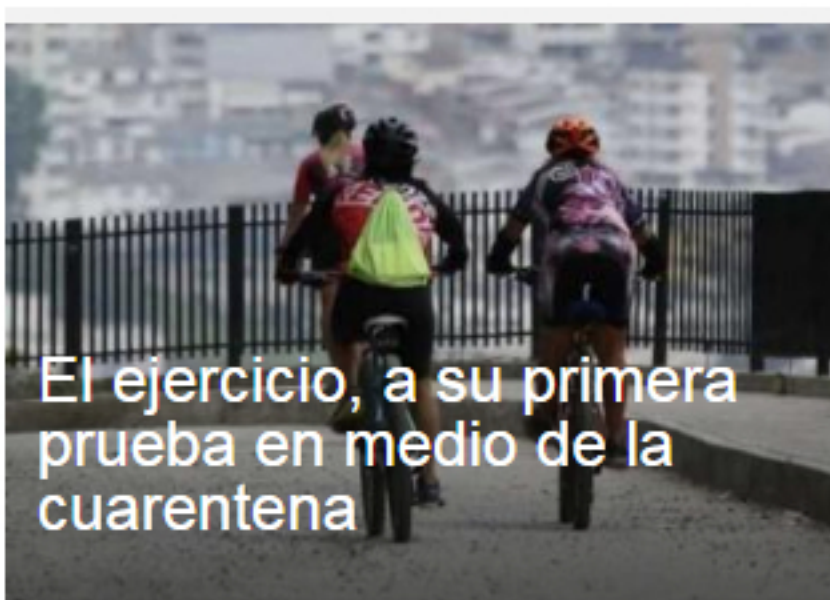 El ejercicio, a su primera
prueba en medio de la
cuarentena